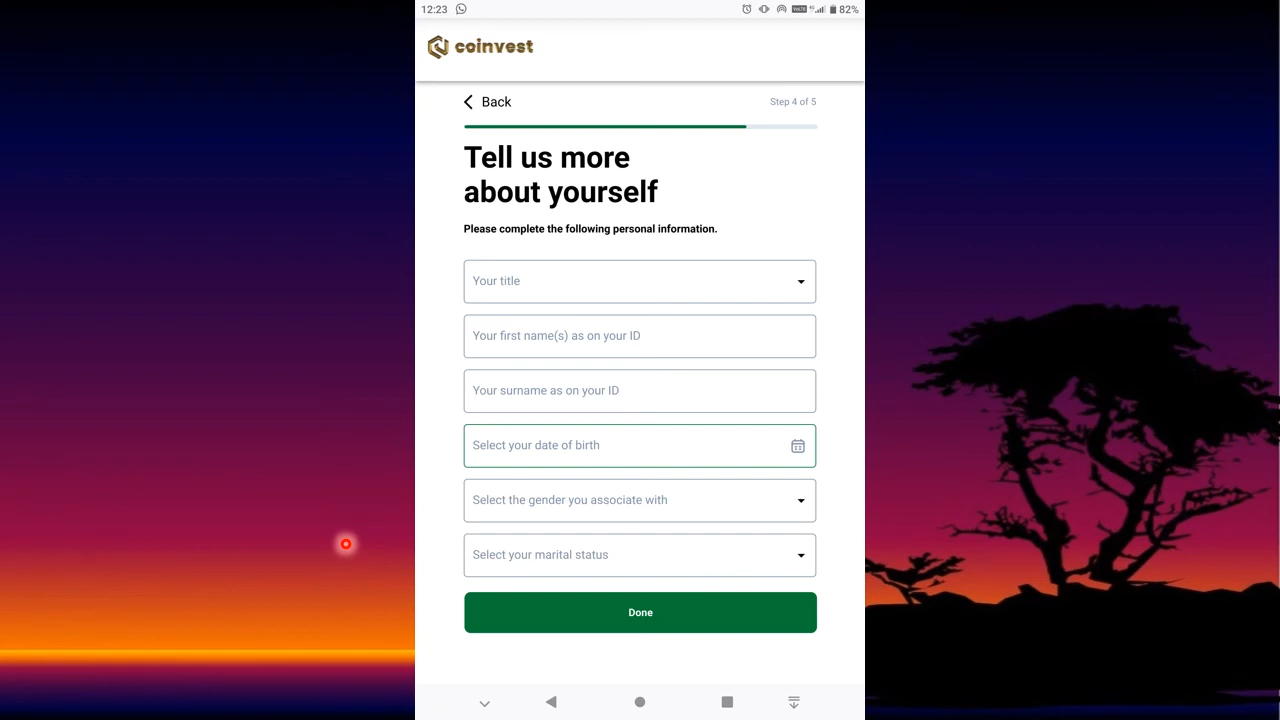 12:23
VoLTE
4G
82%
coinvest
Back
Step 4 of 5
Tell us more
about yourself
Please complete the following personal information.
Your title
Your first name(s) as on your ID
Your surname as on your ID
Select your date of birth
Select the gender you associate with
Select your marital status
Done